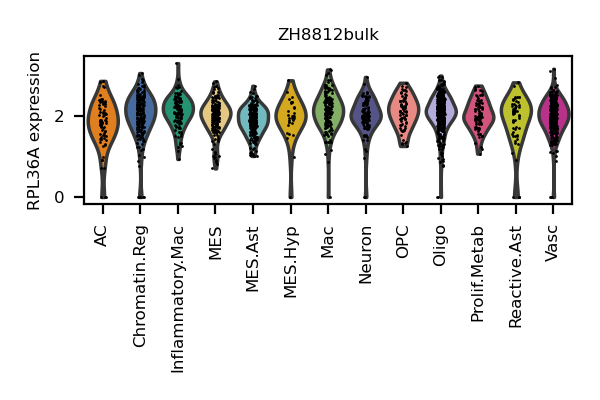 ZH8812bulk
RPL36A expression
2
0
AC
Chromatin.Reg
Inflammatory.Mac
MES
MES.Ast
MES.Hyp
Mac
Neuron
OPC
Oligo
Prolif.Metab
Reactive.Ast
Vasc